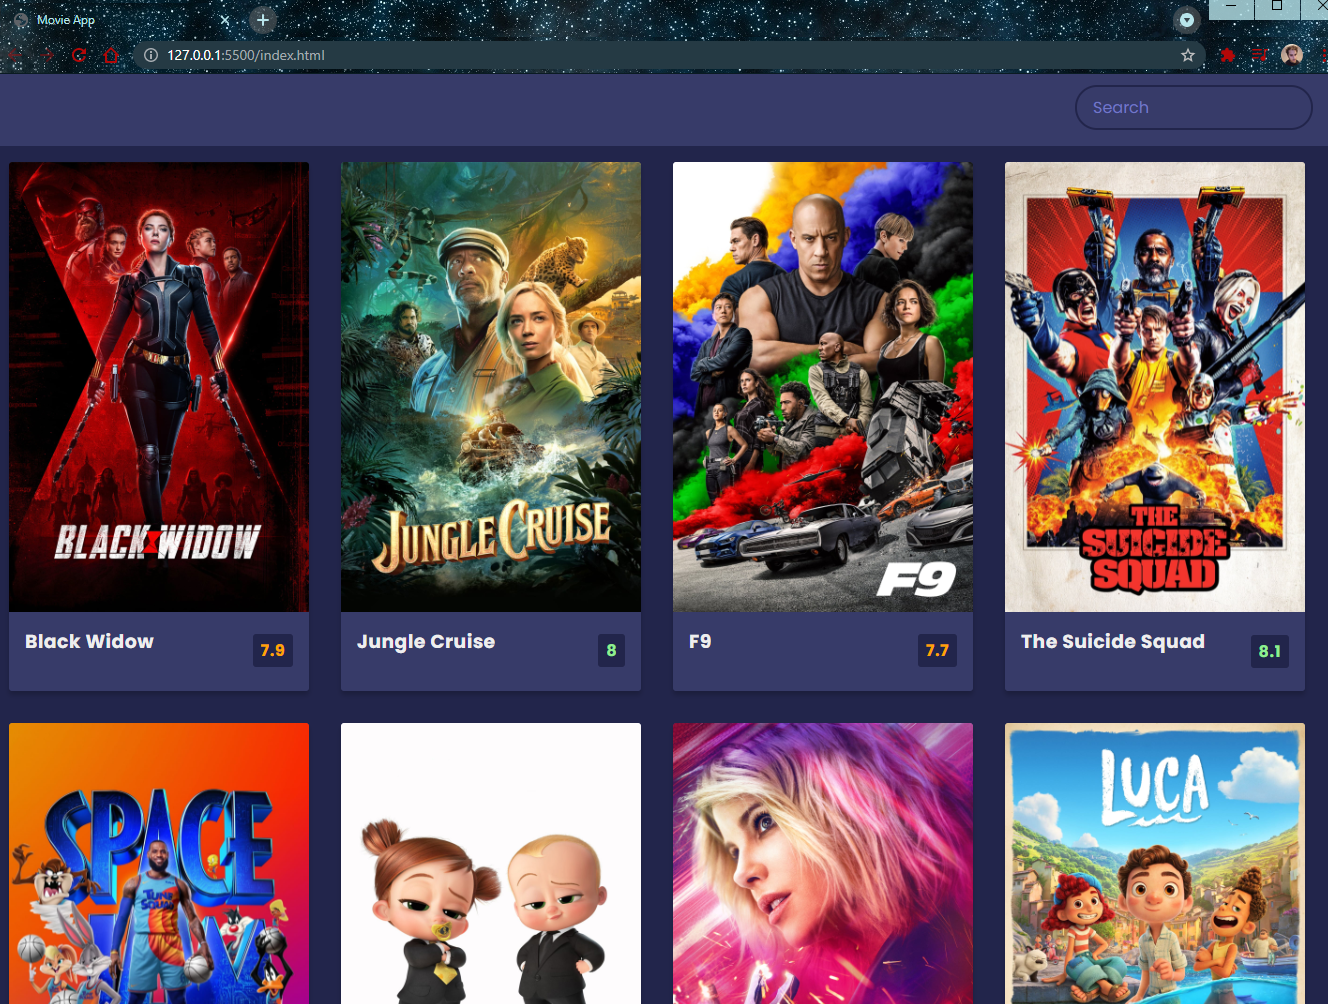 Movie App
127.0.0.1:5500/index.html
Search
BLACK WIDOW
JUNGLE CRUISE
F9
THE
SUICIDE
SQUAD
Black Widow
7.9
Jungle Cruise
8
F9
7.7
The Suicide Squad
8.1
SPACE
TUNE
SQUAD
LUCA